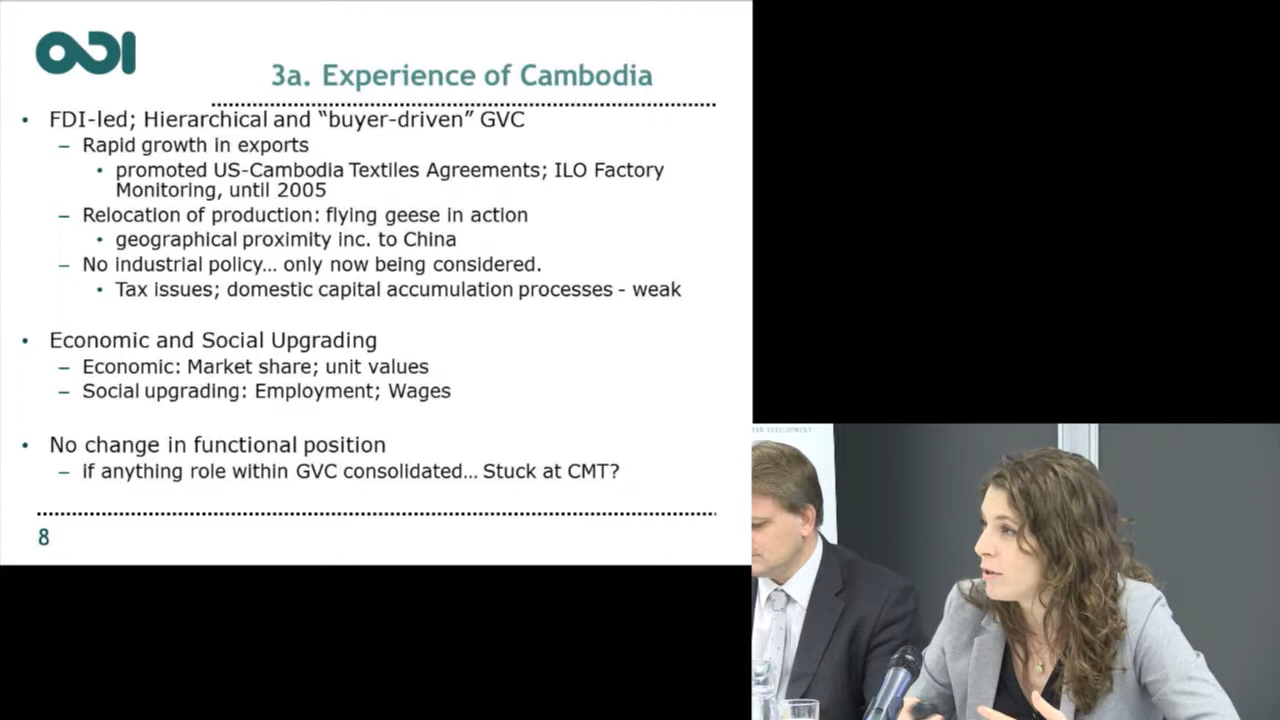 ODI
3a. Experience of Cambodia
• FDI-led; Hierarchical and “buyer-driven” GVC
– Rapid growth in exports
• promoted US-Cambodia Textiles Agreements; ILO Factory
Monitoring, until 2005
– Relocation of production: flying geese in action
• geographical proximity inc. to China
– No industrial policy… only now being considered.
• Tax issues; domestic capital accumulation processes - weak
• Economic and Social Upgrading
– Economic: Market share; unit values
– Social upgrading: Employment; Wages
• No change in functional position
– if anything role within GVC consolidated… Stuck at CMT?
8
FOR DEVELOPMENT